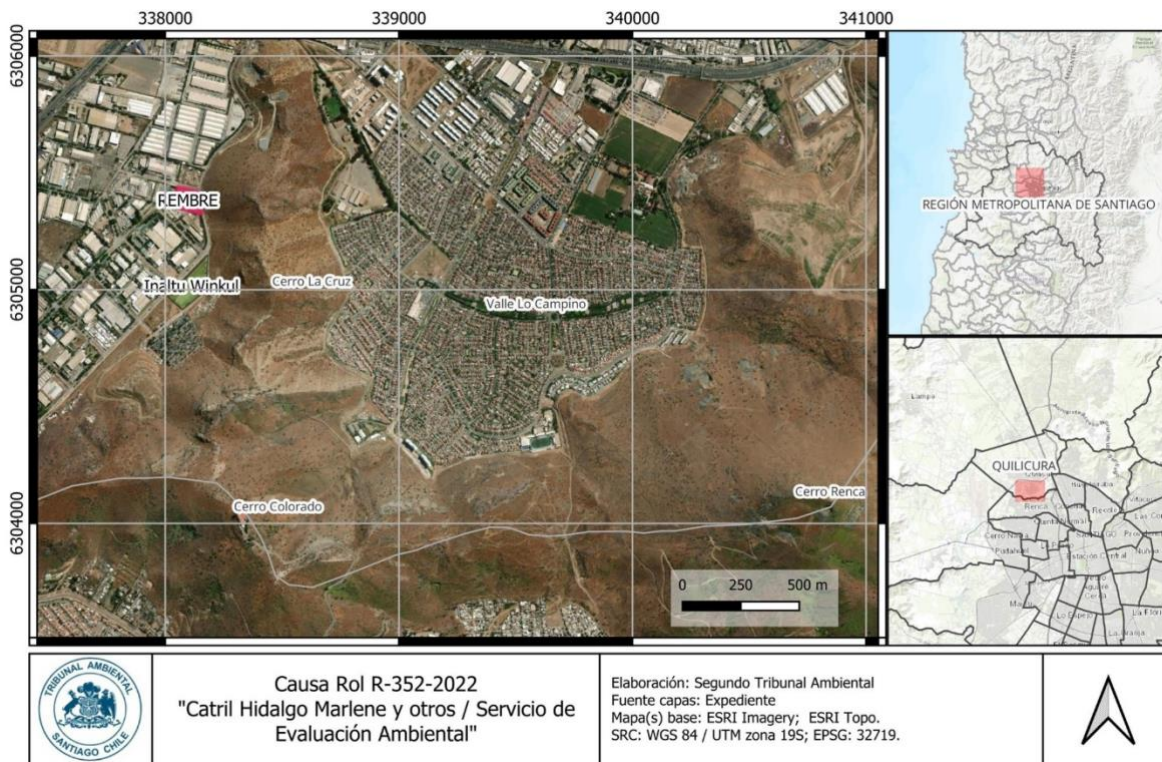 338000
339000
340000
341000
6306000
6305000
6304000
REMBRE
Inaltu Winkul
Cerro La Cruz
Valle Lo Campino
Cerro Colorado
Cerro Renca
0 250 500 m
REGIÓN METROPOLITANA DE SANTIAGO
Lampa
QUILICURA
Renca
Estación Central
TRIBUNAL AMBIENTAL
SANTIAGO CHILE
Causa Rol R-352-2022
"Catril Hidalgo Marlene y otros / Servicio de
Evaluación Ambiental"
Elaboración: Segundo Tribunal Ambiental
Fuente capas: Expediente
Mapa(s) base: ESRI Imagery; ESRI Topo.
SRC: WGS 84 / UTM zona 19S; EPSG: 32719.